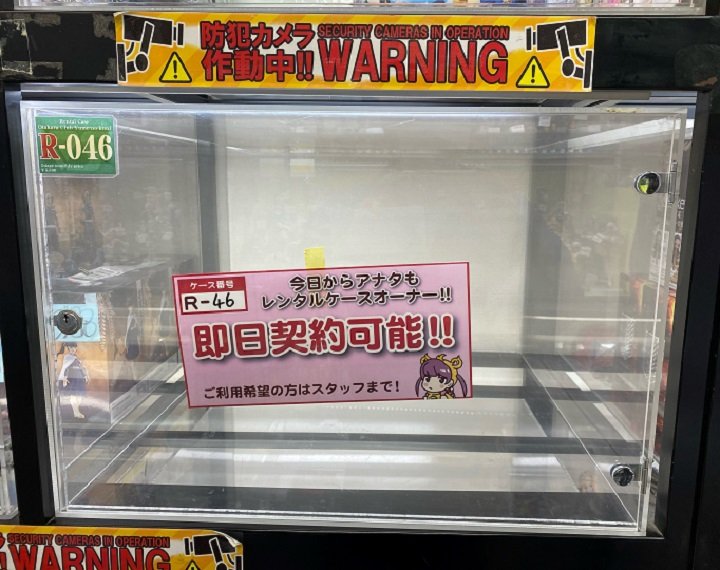 防犯カメラ
作動中!!
SECURITY CAMERAS IN OPERATION
WARNING
Rental Case
R-046
ケース番号
R-46
今日からアナタも
レンタルケースオーナー!!
即日契約可能!!
ご利用希望の方はスタッフまで!
SECURITY CAMERAS IN OPERATION
WARNING